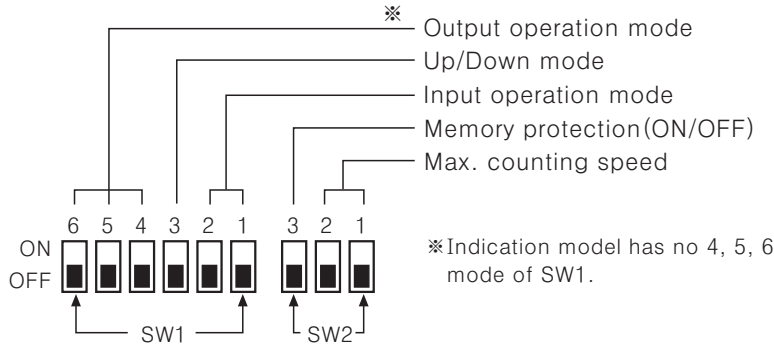 ※
Output operation mode
Up/Down mode
Input operation mode
Memory protection(ON/OFF)
Max. counting speed
6 5 4 3 2 1 3 2 1
ON
OFF
※Indication model has no 4, 5, 6
mode of SW1.
SW1 SW2